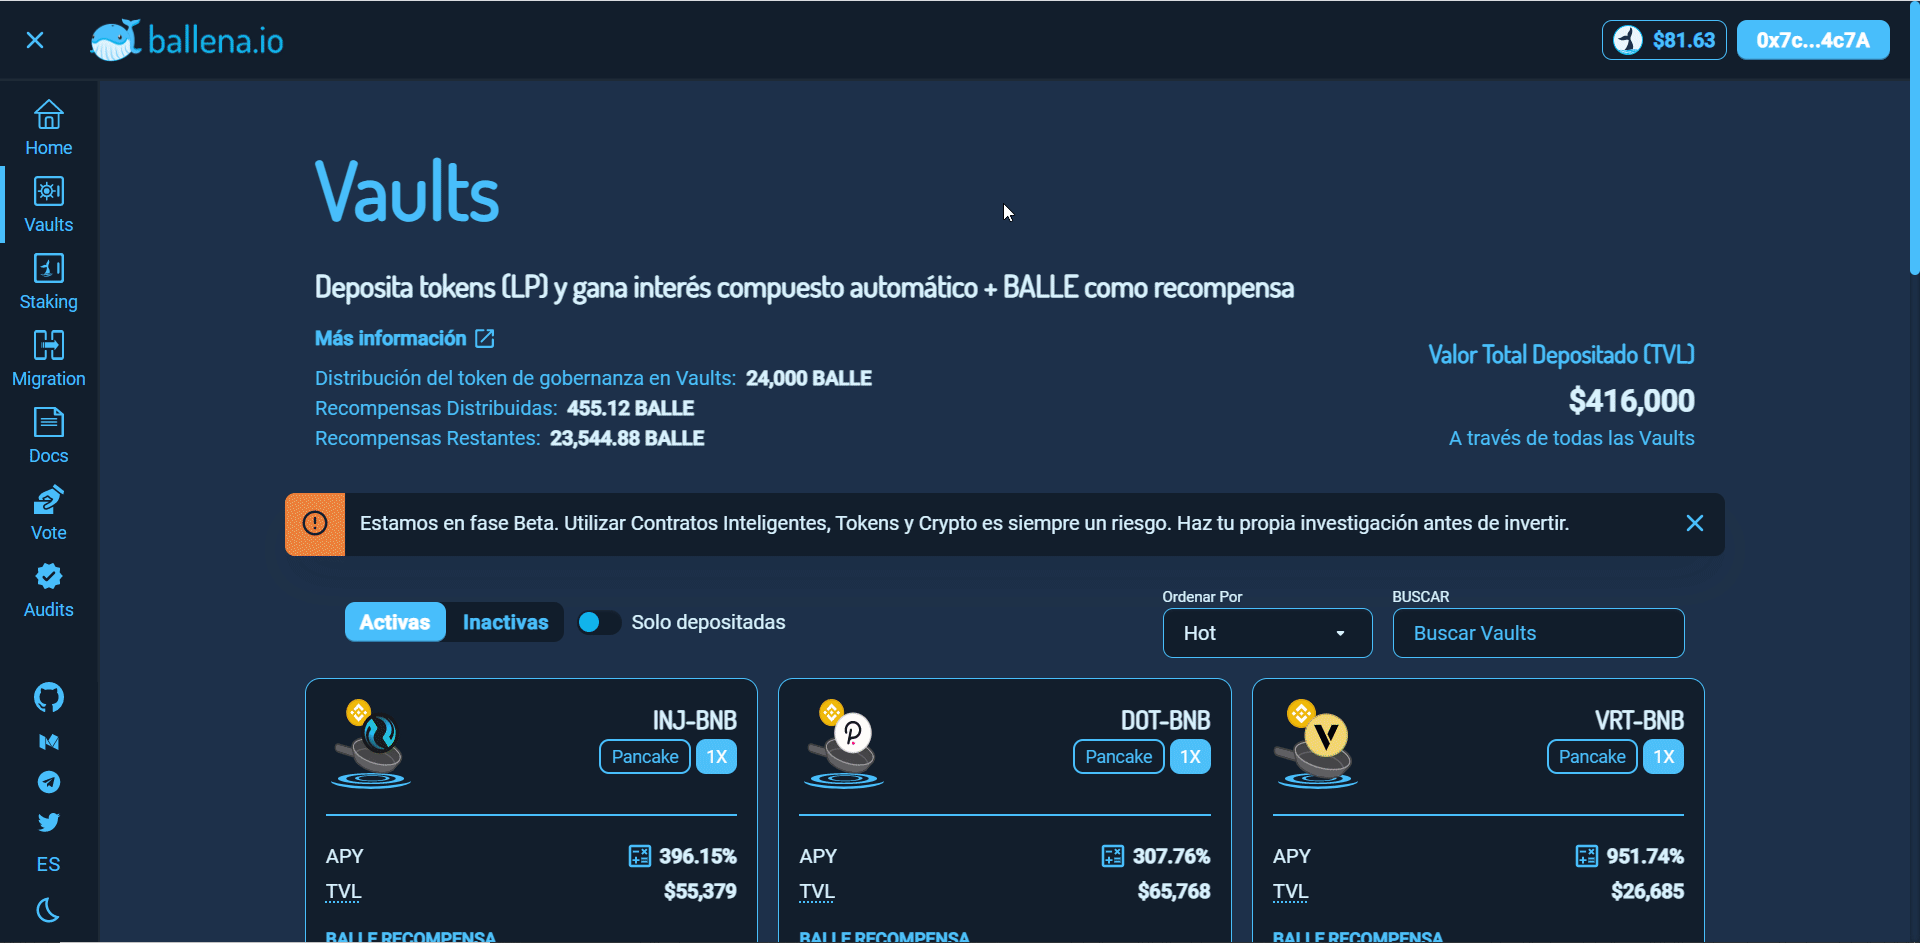 ballena.io
$81.63
0x7c...4c7A
Home
Vaults
Staking
Migration
Docs
Vote
Audits
ES
Vaults
Deposita tokens (LP) y gana interés compuesto automático + BALLE como recompensa
Más información
Distribución del token de gobernanza en Vaults: 24,000 BALLE
Recompensas Distribuidas: 455.12 BALLE
Recompensas Restantes: 23,544.88 BALLE
Valor Total Depositado (TVL)
$416,000
A través de todas las Vaults
Estamos en fase Beta. Utilizar Contratos Inteligentes, Tokens y Crypto es siempre un riesgo. Haz tu propia investigación antes de invertir.
Activas
Inactivas
Solo depositadas
Ordenar Por
Hot
BUSCAR
Buscar Vaults
INJ-BNB
Pancake
1X
APY
396.15%
TVL
$55,379
BALLE RECOMPENSA
DOT-BNB
Pancake
1X
APY
307.76%
TVL
$65,768
BALLE RECOMPENSA
VRT-BNB
Pancake
1X
APY
951.74%
TVL
$26,685
BALLE RECOMPENSA